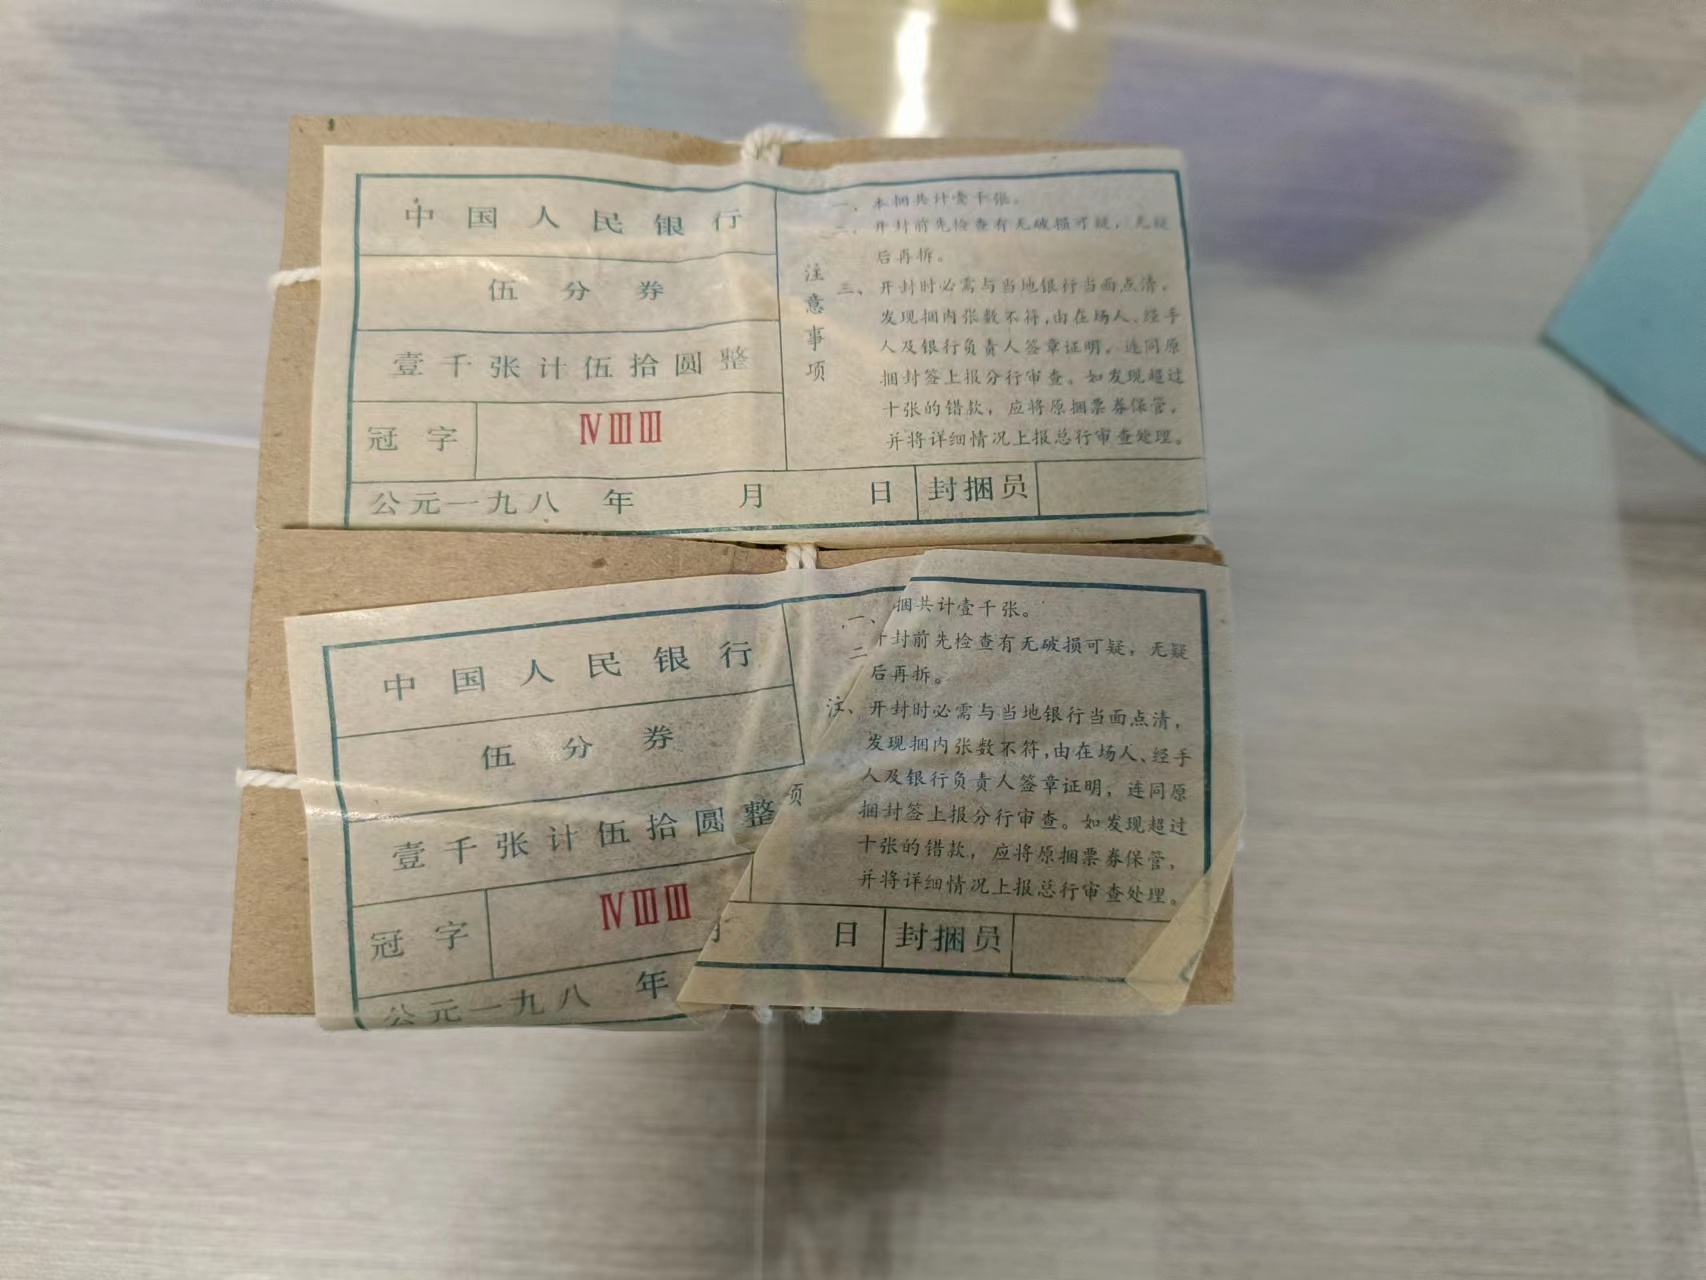 中国人民银行
伍分券
壹千张计伍拾圆整
冠字 ⅣⅢⅢ
注意事项
一、本捆共计壹千张。
二、开封前先检查有无破损可疑，无疑
后再拆。
三、开封时必需与当地银行当面点清，
发现捆内张数不符,由在场人、经手
人及银行负责人签章证明，连同原
捆封签上报分行审查。如发现超过
十张的错款，应将原捆票券保管，
并将详细情况上报总行审查处理。
公元一九八 年 月 日 封捆员
中国人民银行
伍分券
壹千张计伍拾圆整
冠字 ⅣⅢⅢ
注 项
一、捆共计壹千张。
二 开封前先检查有无破损可疑，无疑
后再拆。
、开封时必需与当地银行当面点清，
发现捆内张数不符,由在场人、经手
人及银行负责人签章证明，连同原
捆封签上报分行审查。如发现超过
十张的错款，应将原捆票券保管，
并将详细情况上报总行审查处理。
公元一九八 年 月 日 封捆员